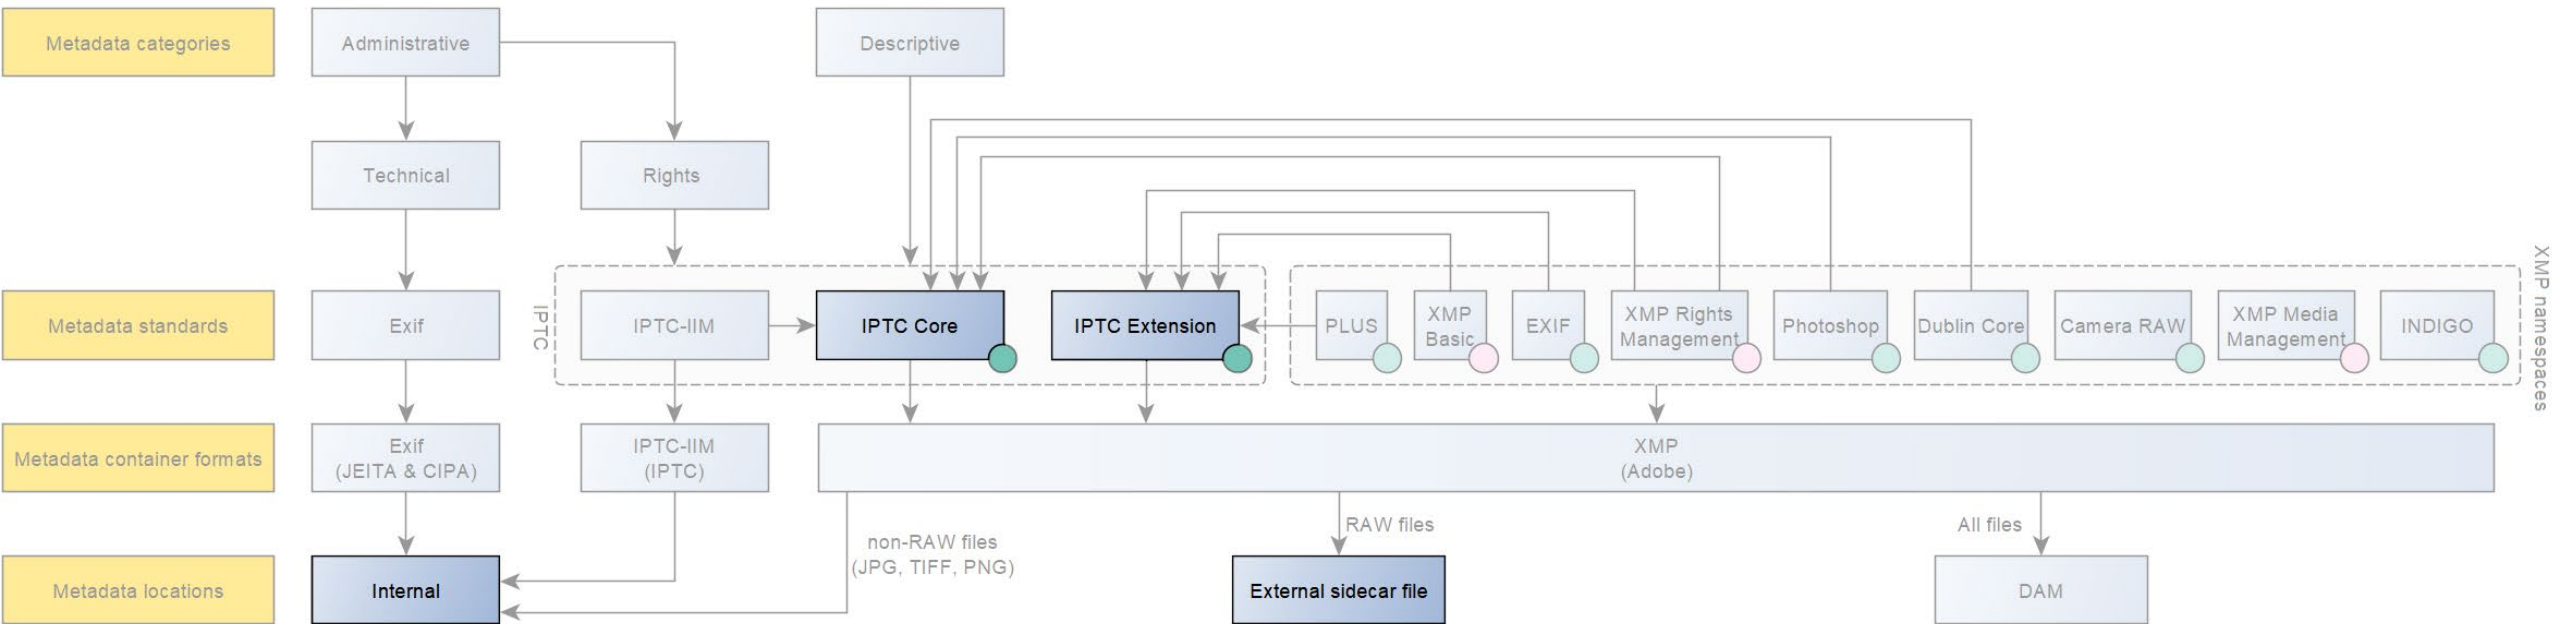 Metadata categories
Administrative
Descriptive
Technical
Rights
XMP namespaces
IPTC
Metadata standards
Exif
IPTC-IIM
IPTC Core
IPTC Extension
PLUS
XMP
Basic
EXIF
XMP Rights
Management
Photoshop
Dublin Core
Camera RAW
XMP Media
Management
INDIGO
Metadata container formats
Exif
(JEITA & CIPA)
IPTC-IIM
(IPTC)
XMP
(Adobe)
non-RAW files
(JPG, TIFF, PNG)
RAW files
All files
Metadata locations
Internal
External sidecar file
DAM